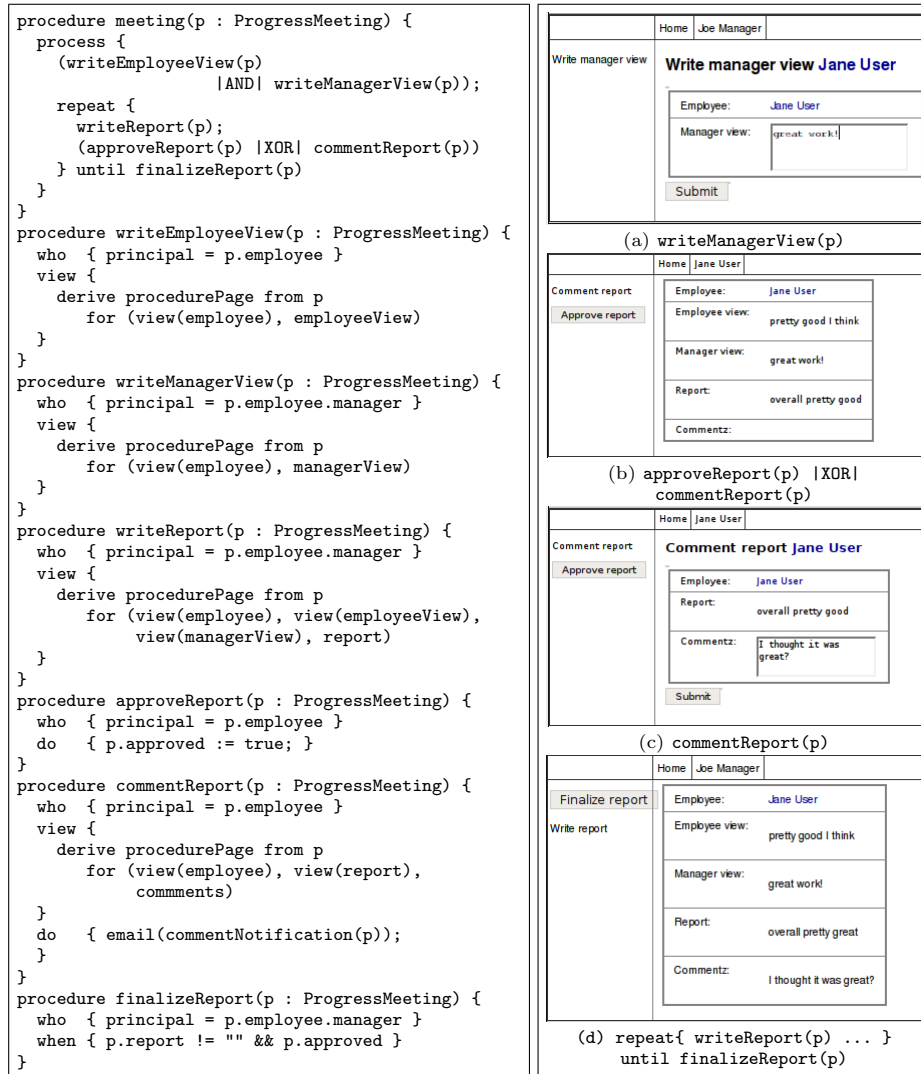 procedure meeting(p : ProgressMeeting) {
process {
(writeEmployeeView(p)
|AND| writeManagerView(p));
repeat {
writeReport(p);
(approveReport(p) |XOR| commentReport(p))
} until finalizeReport(p)
}
}
procedure writeEmployeeView(p : ProgressMeeting) {
who { principal = p.employee }
view {
derive procedurePage from p
for (view(employee), employeeView)
}
}
procedure writeManagerView(p : ProgressMeeting) {
who { principal = p.employee.manager }
view {
derive procedurePage from p
for (view(employee), managerView)
}
}
procedure writeReport(p : ProgressMeeting) {
who { principal = p.employee.manager }
view {
derive procedurePage from p
for (view(employee), view(employeeView),
view(managerView), report)
}
}
procedure approveReport(p : ProgressMeeting) {
who { principal = p.employee }
do { p.approved := true; }
}
procedure commentReport(p : ProgressMeeting) {
who { principal = p.employee }
view {
derive procedurePage from p
for (view(employee), view(report),
commments)
}
do { email(commentNotification(p));
}
}
procedure finalizeReport(p : ProgressMeeting) {
who { principal = p.employee.manager }
when { p.report != "" && p.approved }
}
Home Joe Manager
Write manager view
Write manager view Jane User
Employee: Jane User
Manager view: great work!
Submit
(a) writeManagerView(p)
Home Jane User
Comment report
Approve report
Employee: Jane User
Employee view:
pretty good I think
Manager view:
great work!
Report:
overall pretty good
Commentz:
(b) approveReport(p) |XOR|
commentReport(p)
Home Jane User
Comment report
Approve report
Comment report Jane User
Employee: Jane User
Report:
overall pretty good
Commentz: I thought it was
great?
Submit
(c) commentReport(p)
Home Joe Manager
Finalize report
Write report
Employee: Jane User
Employee view:
pretty good I think
Manager view:
great work!
Report:
overall pretty great
Commentz:
I thought it was great?
(d) repeat{ writeReport(p) ... }
until finalizeReport(p)